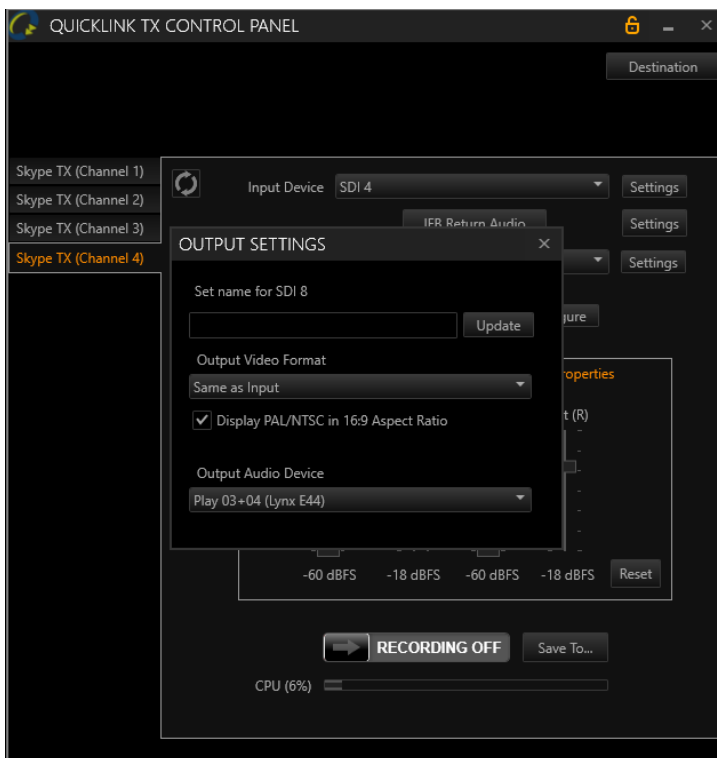 QUICKLINK TX CONTROL PANEL
Destination
Skype TX (Channel 1)
Skype TX (Channel 2)
Skype TX (Channel 3)
Skype TX (Channel 4)
Input Device SDI 4 Settings
IFB Return Audio Settings
Settings
OUTPUT SETTINGS
Set name for SDI 8
Update
Output Video Format
Same as Input
Display PAL/NTSC in 16:9 Aspect Ratio
Output Audio Device
Play 03+04 (Lynx E44)
gure
roperties
t (R)
-60 dBFS -18 dBFS -60 dBFS -18 dBFS Reset
RECORDING OFF Save To...
CPU (6%)